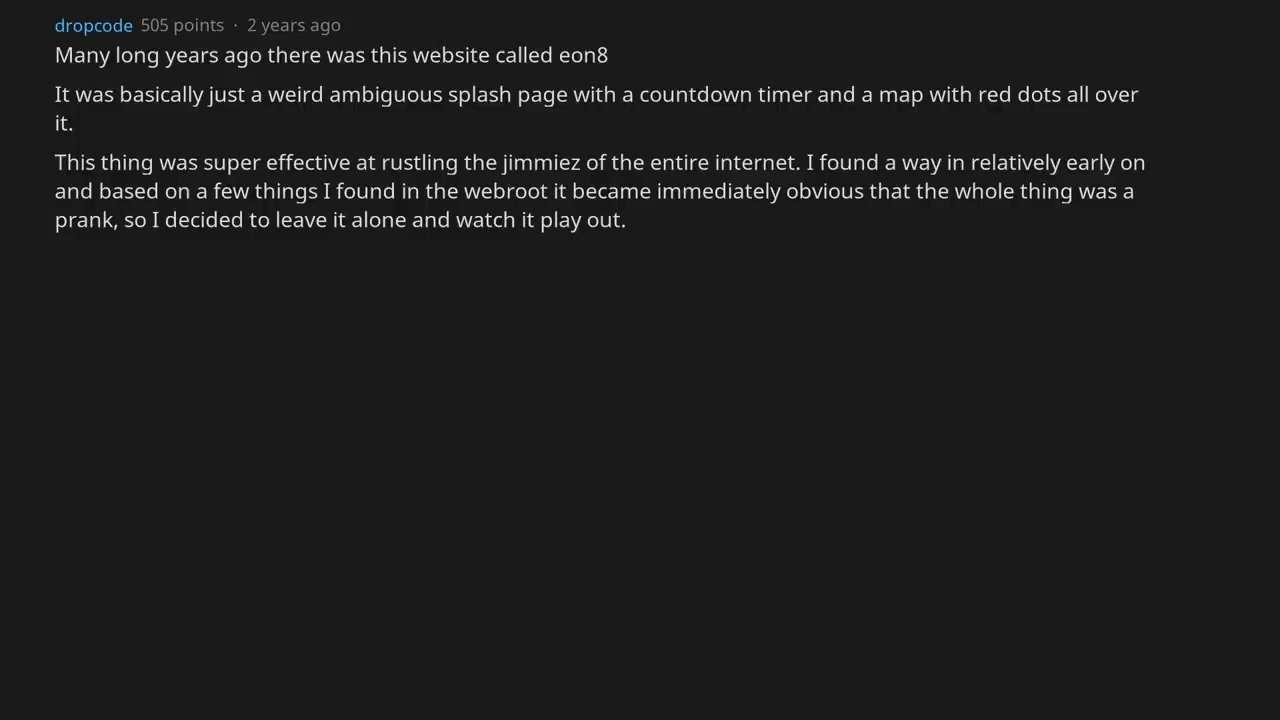 dropcode 505 points · 2 years ago
Many long years ago there was this website called eon8
It was basically just a weird ambiguous splash page with a countdown timer and a map with red dots all over
it.
This thing was super effective at rustling the jimmiez of the entire internet. I found a way in relatively early on
and based on a few things I found in the webroot it became immediately obvious that the whole thing was a
prank, so I decided to leave it alone and watch it play out.